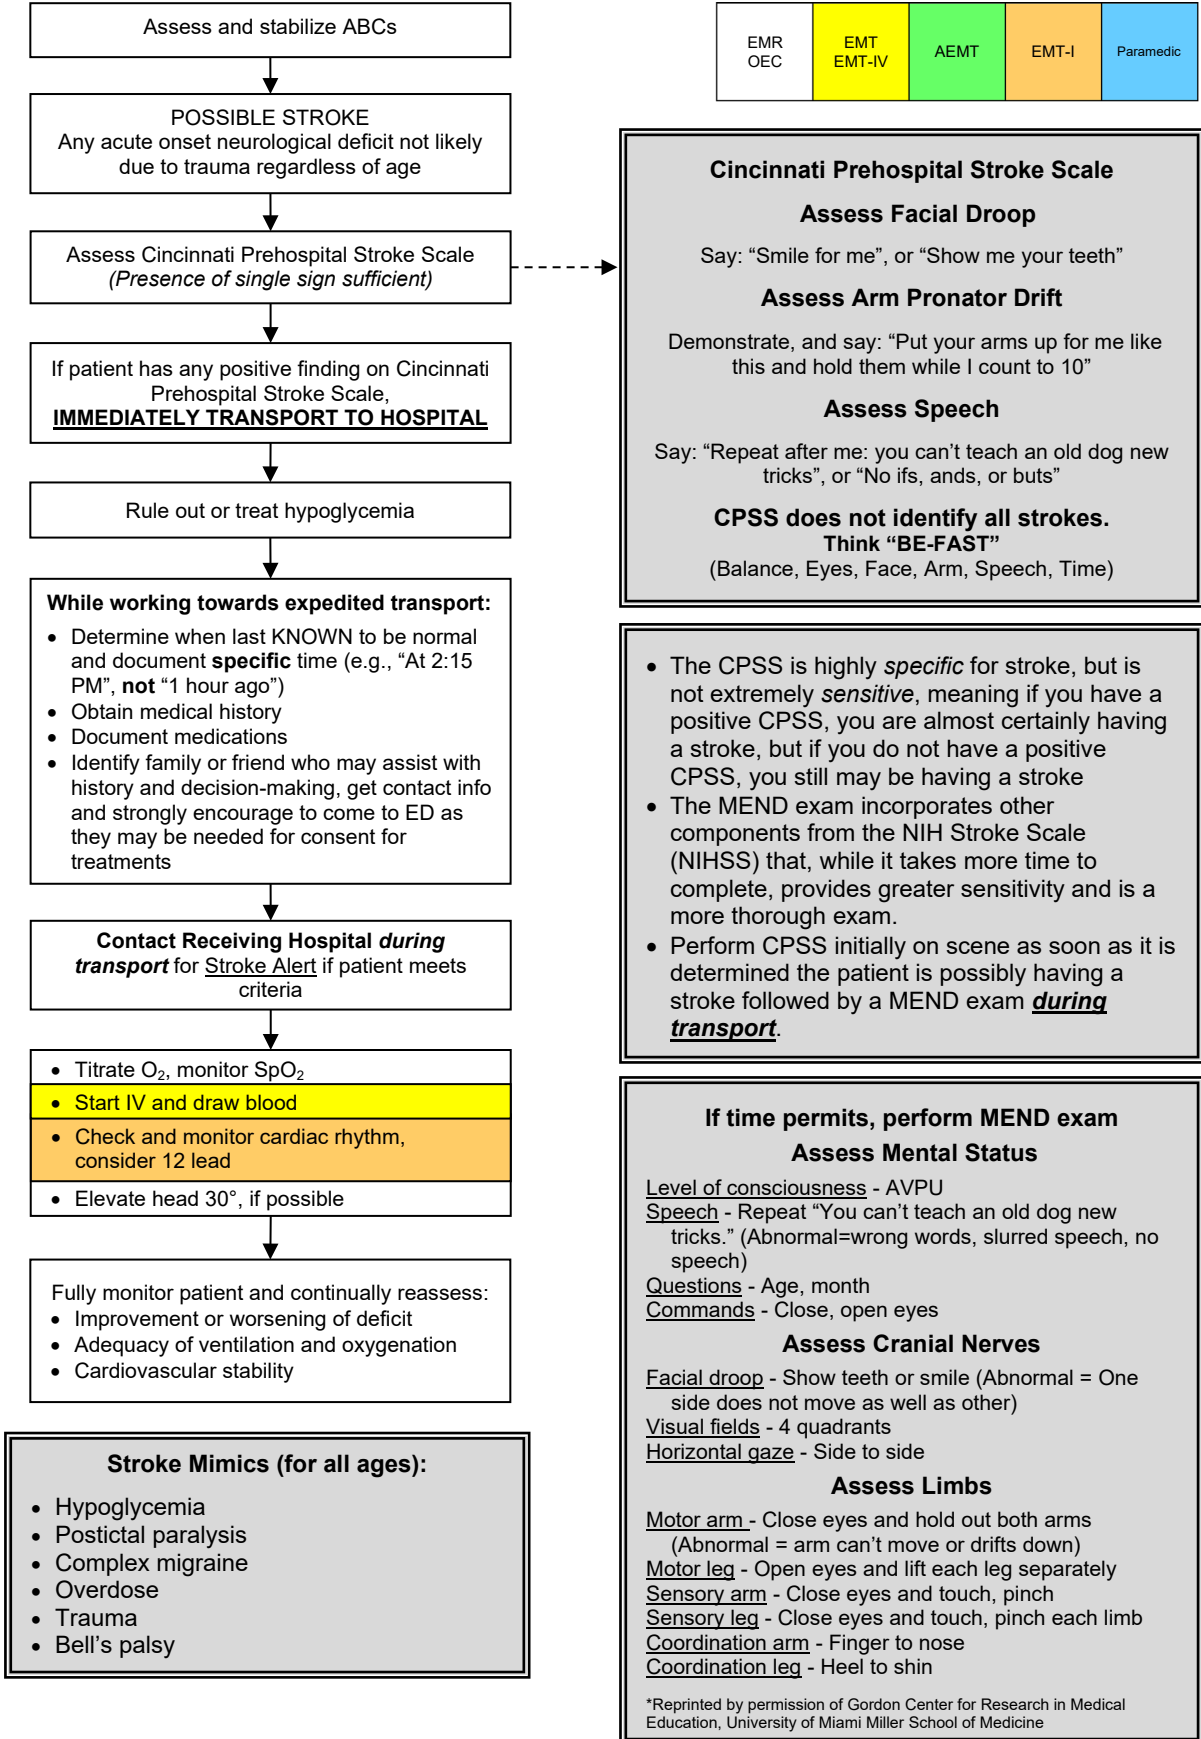 Assess and stabilize ABCs
POSSIBLE STROKE
Any acute onset neurological deficit not likely
due to trauma regardless of age
Assess Cincinnati Prehospital Stroke Scale
(Presence of single sign sufficient)
If patient has any positive finding on Cincinnati
Prehospital Stroke Scale,
IMMEDIATELY TRANSPORT TO HOSPITAL
Rule out or treat hypoglycemia
While working towards expedited transport:
• Determine when last KNOWN to be normal
and document specific time (e.g., “At 2:15
PM”, not “1 hour ago”)
• Obtain medical history
• Document medications
• Identify family or friend who may assist with
history and decision-making, get contact info
and strongly encourage to come to ED as
they may be needed for consent for
treatments
Contact Receiving Hospital during
transport for Stroke Alert if patient meets
criteria
• Titrate O₂, monitor SpO₂
• Start IV and draw blood
• Check and monitor cardiac rhythm,
consider 12 lead
• Elevate head 30°, if possible
Fully monitor patient and continually reassess:
• Improvement or worsening of deficit
• Adequacy of ventilation and oxygenation
• Cardiovascular stability
Stroke Mimics (for all ages):
• Hypoglycemia
• Postictal paralysis
• Complex migraine
• Overdose
• Trauma
• Bell’s palsy
EMR
OEC
EMT
EMT-IV
AEMT
EMT-I
Paramedic
Cincinnati Prehospital Stroke Scale
Assess Facial Droop
Say: “Smile for me”, or “Show me your teeth”
Assess Arm Pronator Drift
Demonstrate, and say: “Put your arms up for me like
this and hold them while I count to 10”
Assess Speech
Say: “Repeat after me: you can’t teach an old dog new
tricks”, or “No ifs, ands, or buts”
CPSS does not identify all strokes.
Think “BE-FAST”
(Balance, Eyes, Face, Arm, Speech, Time)
• The CPSS is highly specific for stroke, but is
not extremely sensitive, meaning if you have a
positive CPSS, you are almost certainly having
a stroke, but if you do not have a positive
CPSS, you still may be having a stroke
• The MEND exam incorporates other
components from the NIH Stroke Scale
(NIHSS) that, while it takes more time to
complete, provides greater sensitivity and is a
more thorough exam.
• Perform CPSS initially on scene as soon as it is
determined the patient is possibly having a
stroke followed by a MEND exam during
transport.
If time permits, perform MEND exam
Assess Mental Status
Level of consciousness - AVPU
Speech - Repeat “You can’t teach an old dog new
tricks.” (Abnormal=wrong words, slurred speech, no
speech)
Questions - Age, month
Commands - Close, open eyes
Assess Cranial Nerves
Facial droop - Show teeth or smile (Abnormal = One
side does not move as well as other)
Visual fields - 4 quadrants
Horizontal gaze - Side to side
Assess Limbs
Motor arm - Close eyes and hold out both arms
(Abnormal = arm can’t move or drifts down)
Motor leg - Open eyes and lift each leg separately
Sensory arm - Close eyes and touch, pinch
Sensory leg - Close eyes and touch, pinch each limb
Coordination arm - Finger to nose
Coordination leg - Heel to shin
*Reprinted by permission of Gordon Center for Research in Medical
Education, University of Miami Miller School of Medicine